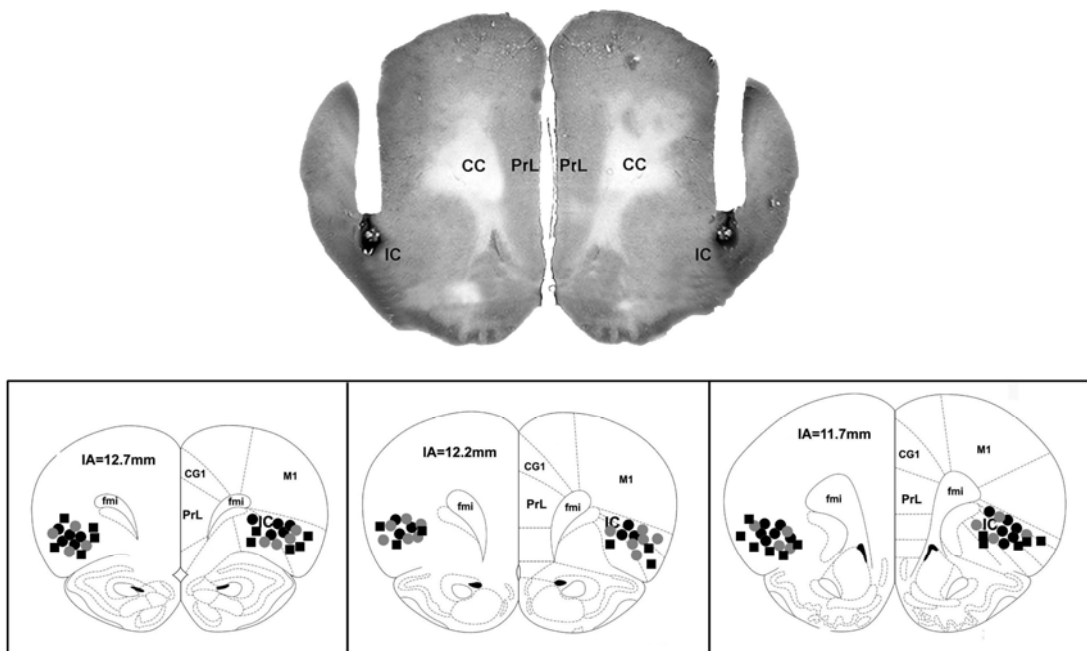 CC PrL PrL CC
IC IC
IA=12.7mm
CG1
M1
fmi fmi
PrL
IC
IA=12.2mm
CG1
M1
fmi fmi
PrL
IC
IA=11.7mm
CG1
M1
fmi fmi
PrL
IC